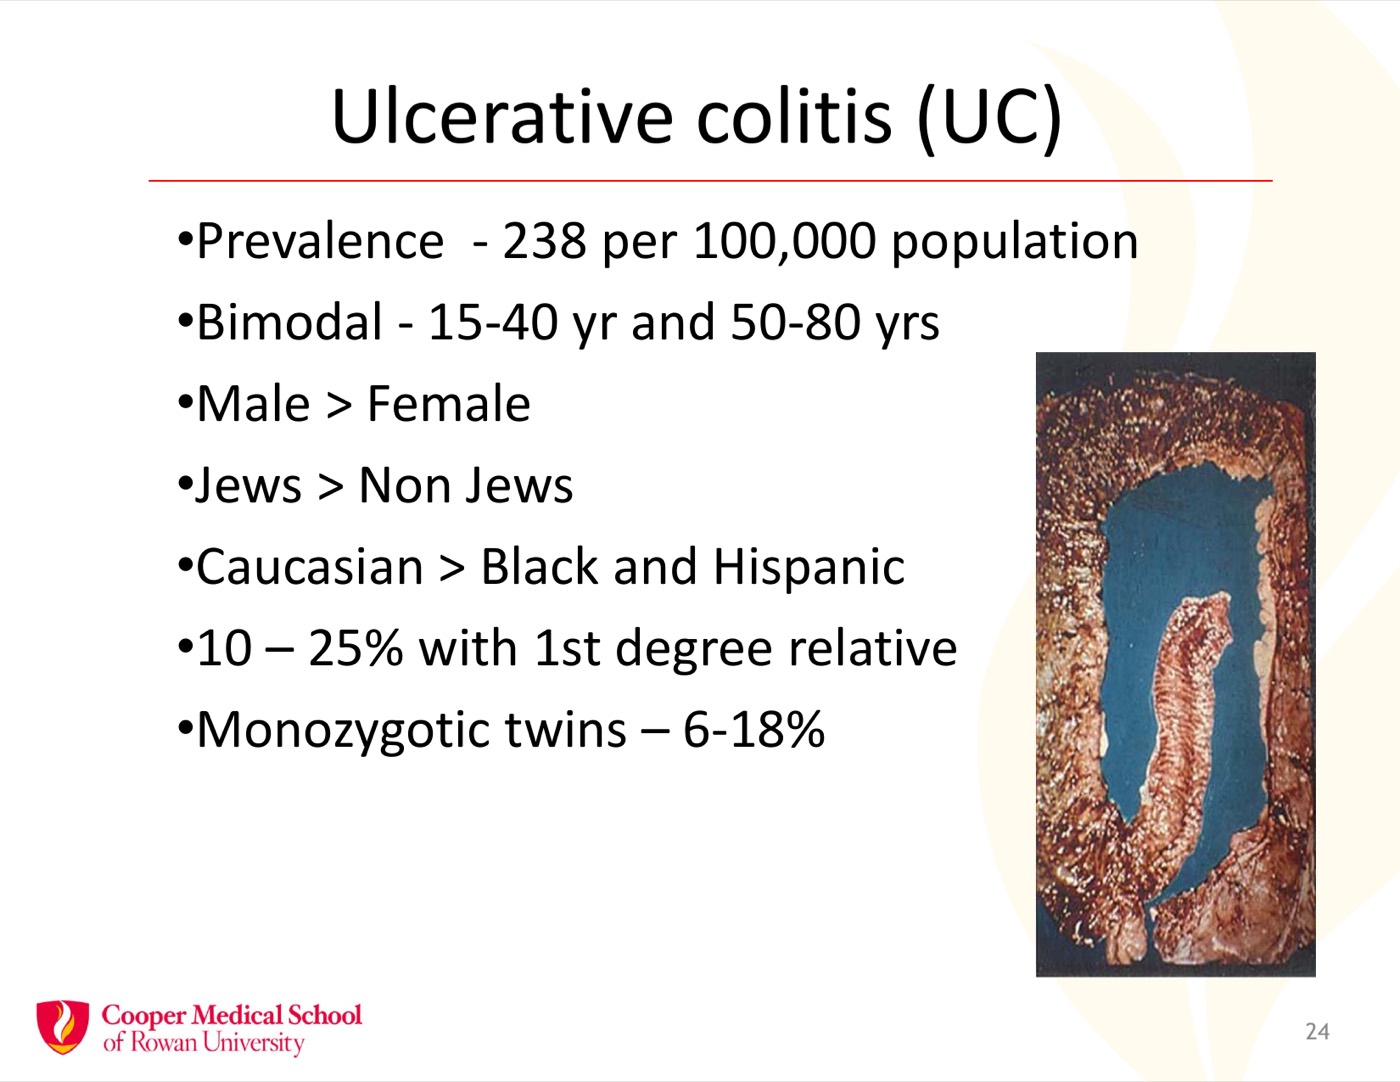 Ulcerative colitis (UC)
•Prevalence  - 238 per 100,000 population
•Bimodal - 15-40 yr and 50-80 yrs
•Male > Female
•Jews > Non Jews
•Caucasian > Black and Hispanic
•10 – 25% with 1st degree relative
•Monozygotic twins – 6-18%
Cooper Medical School
of Rowan University
24